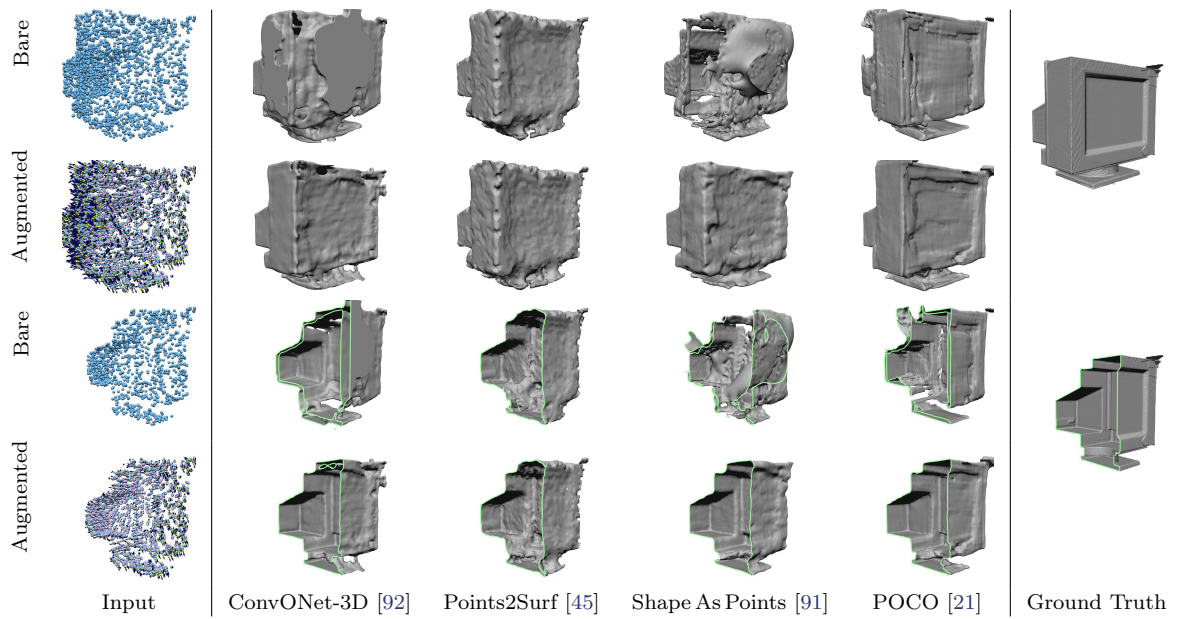 Bare
Augmented
Bare
Augmented
Input ConvONet-3D [92] Points2Surf [45] Shape As Points [91] POCO [21] Ground Truth